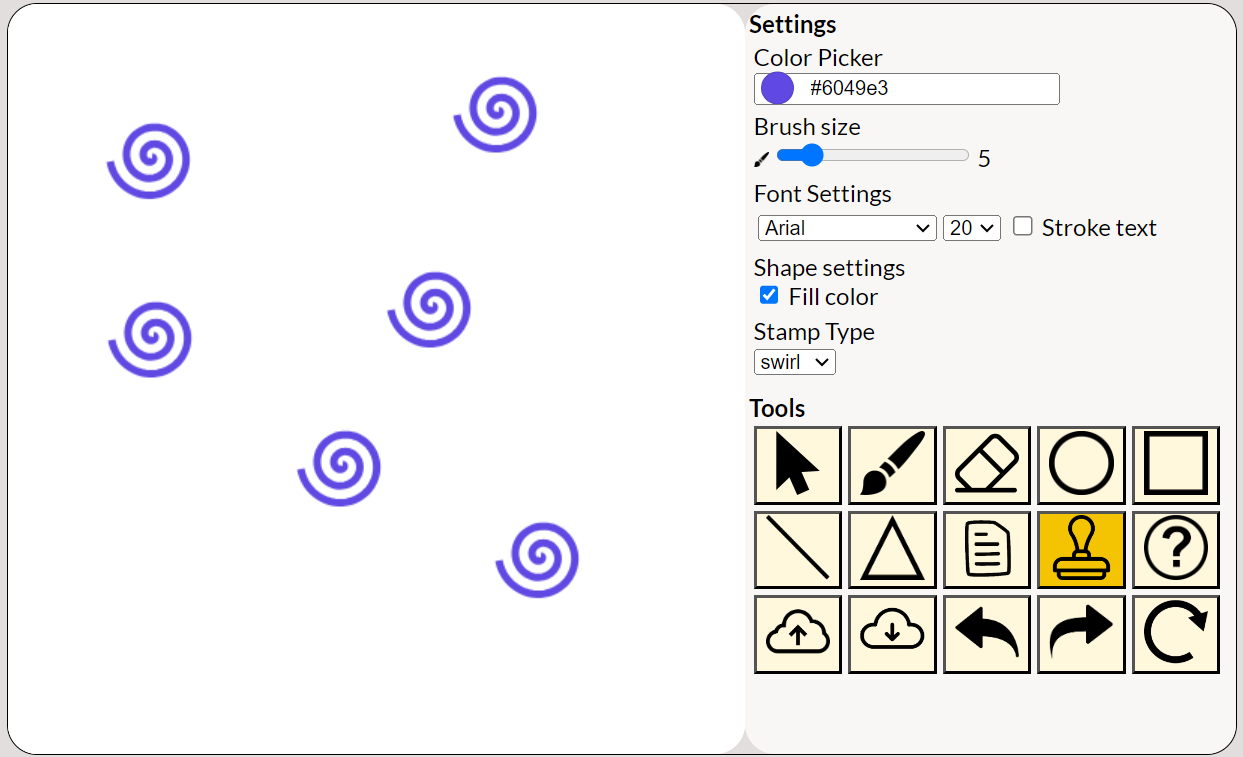 Settings
Color Picker
#6049e3
Brush size
5
Font Settings
Arial 20 Stroke text
Shape settings
Fill color
Stamp Type
swirl
Tools
?